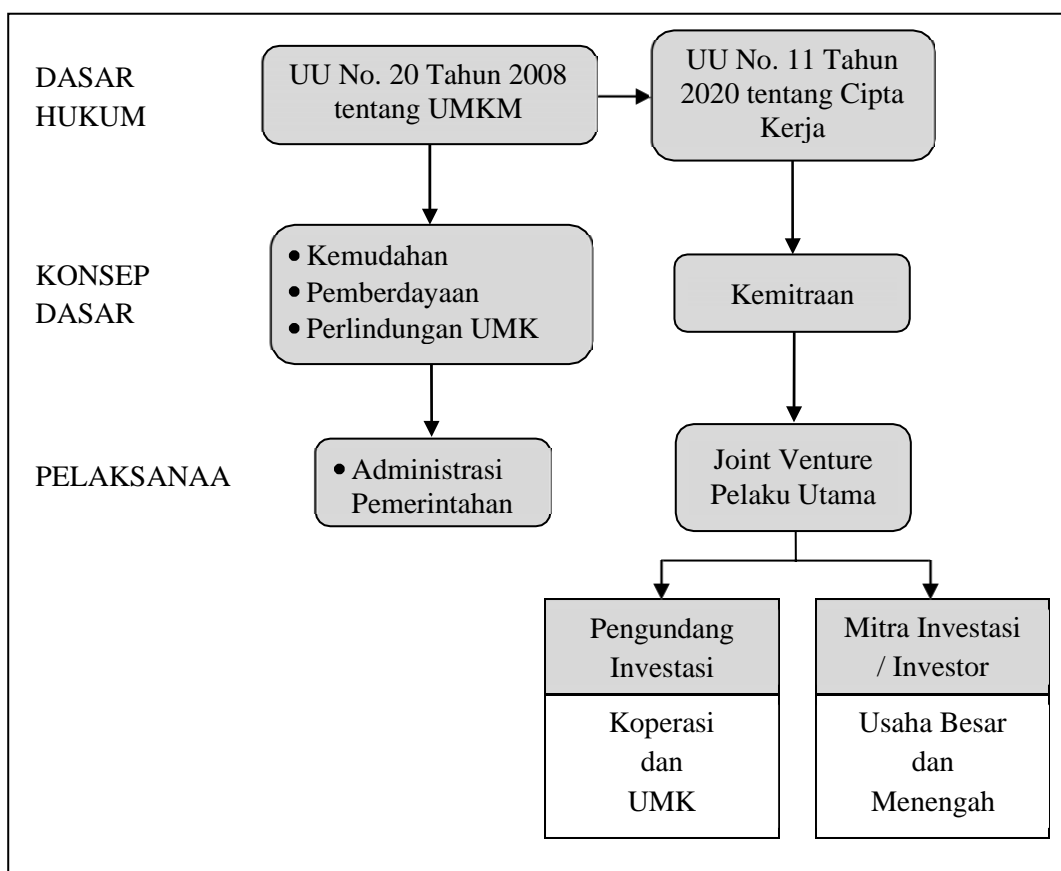 DASAR
HUKUM
UU No. 20 Tahun 2008
tentang UMKM
UU No. 11 Tahun
2020 tentang Cipta
Kerja
KONSEP
DASAR
• Kemudahan
• Pemberdayaan
• Perlindungan UMK
Kemitraan
PELAKSANAA
• Administrasi
Pemerintahan
Joint Venture
Pelaku Utama
Pengundang
Investasi
Koperasi
dan
UMK
Mitra Investasi
/ Investor
Usaha Besar
dan
Menengah